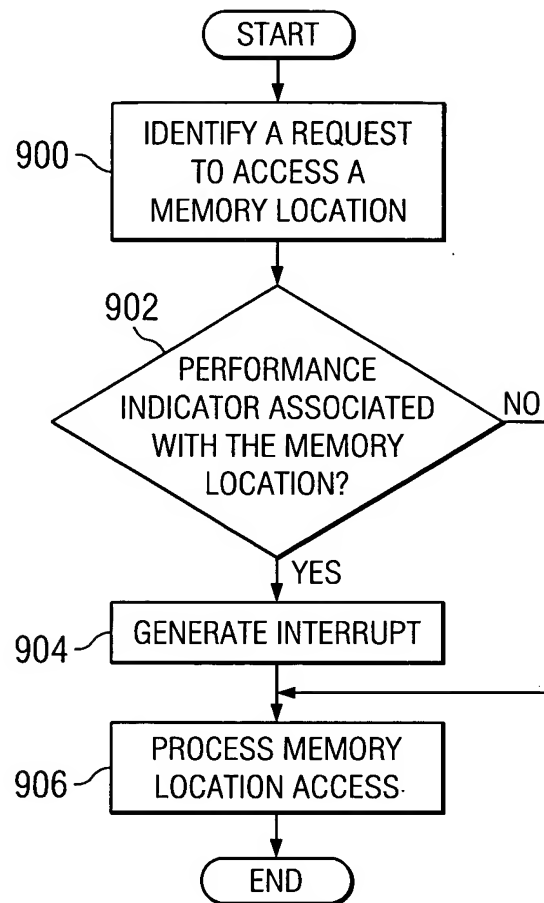 START
900
IDENTIFY A REQUEST
TO ACCESS A
MEMORY LOCATION
902
PERFORMANCE
INDICATOR ASSOCIATED
WITH THE MEMORY
LOCATION?
NO
YES
904
GENERATE INTERRUPT
906
PROCESS MEMORY
LOCATION ACCESS
END